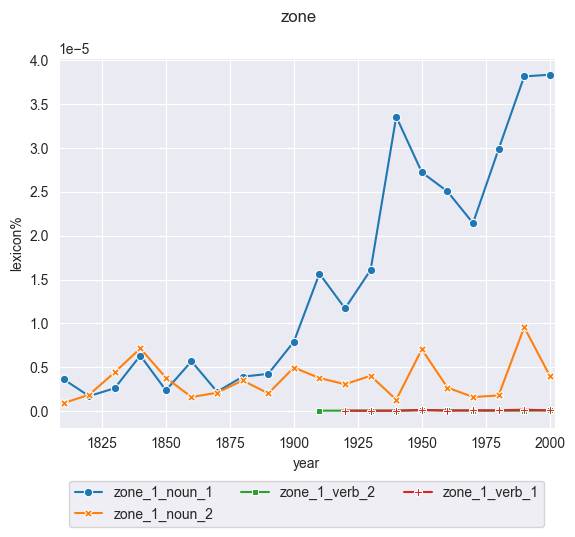 zone
1e−5
4.0
3.5
3.0
2.5
2.0
1.5
1.0
0.5
0.0
lexicon%
1825 1850 1875 1900 1925 1950 1975 2000
year
zone_1_noun_1 zone_1_verb_2 zone_1_verb_1
zone_1_noun_2